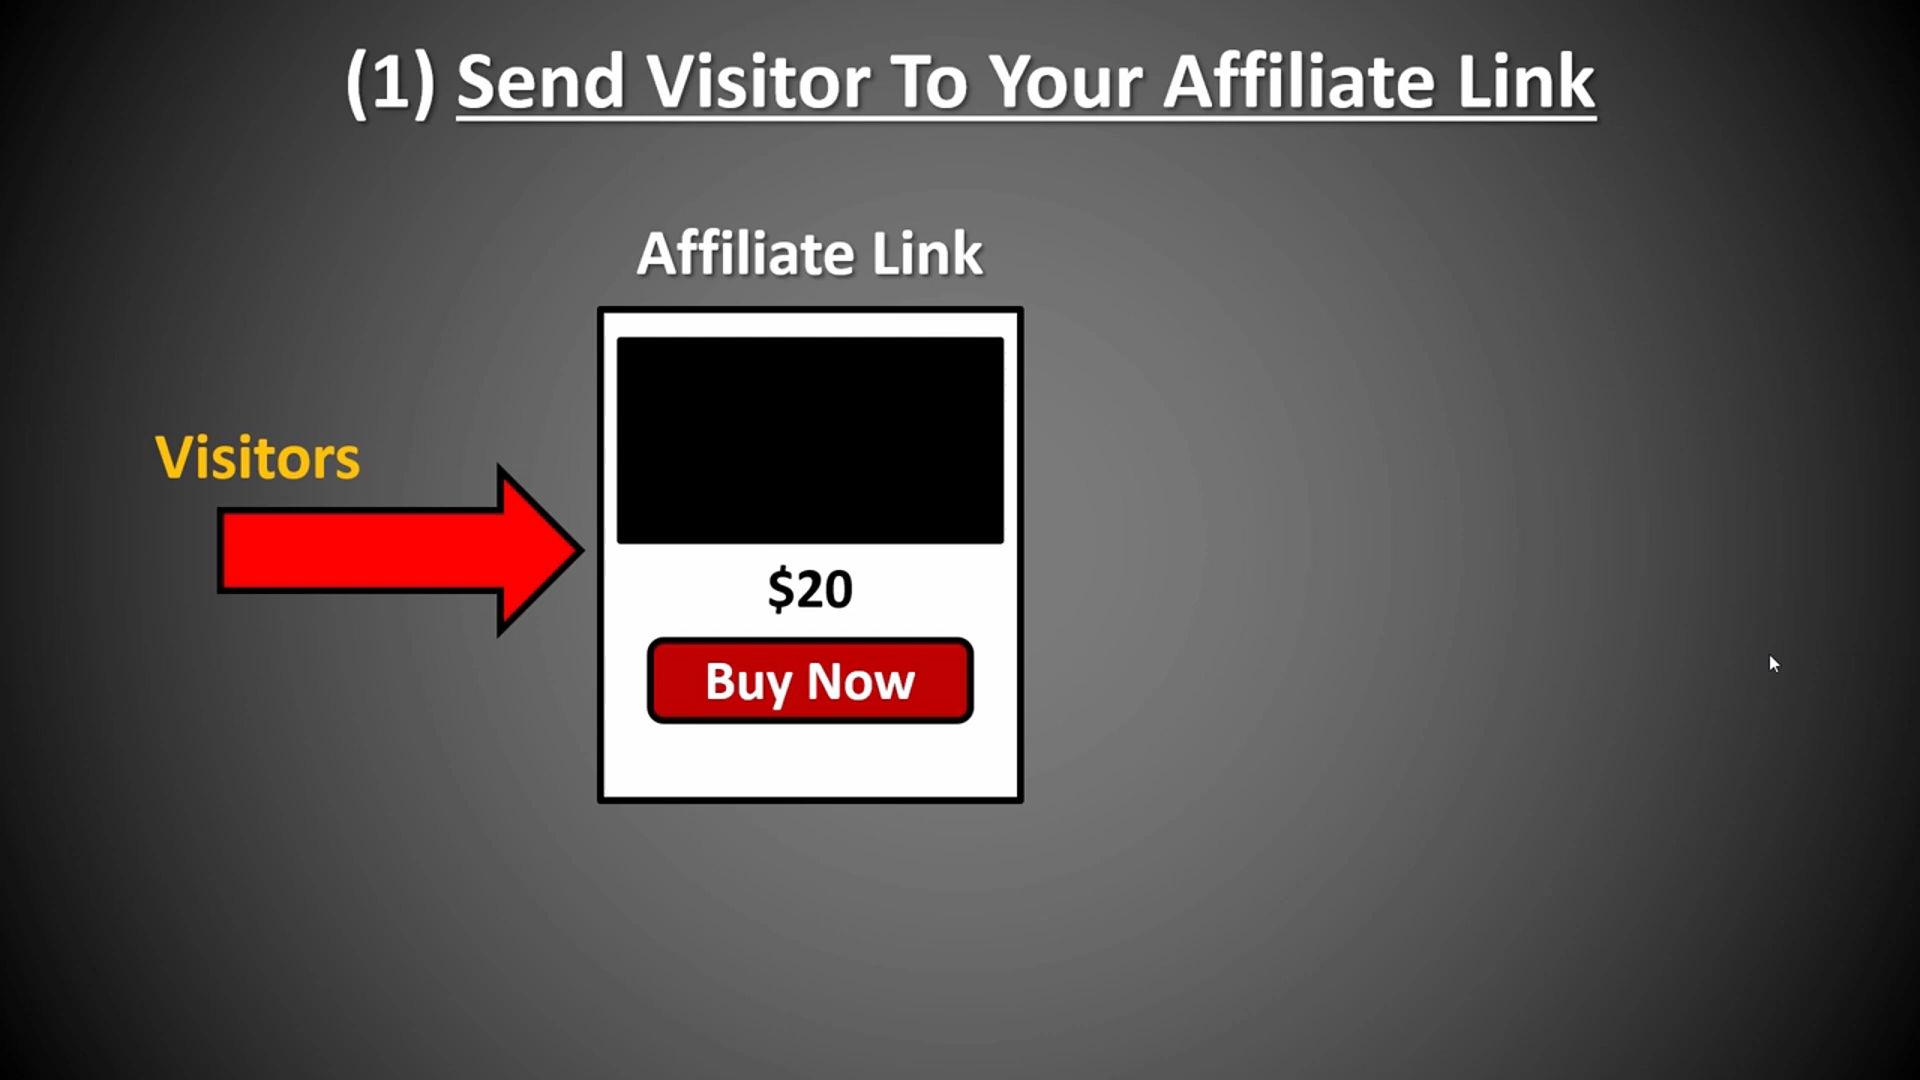 (1) Send Visitor To Your Affiliate Link
Affiliate Link
Visitors
$20
Buy Now